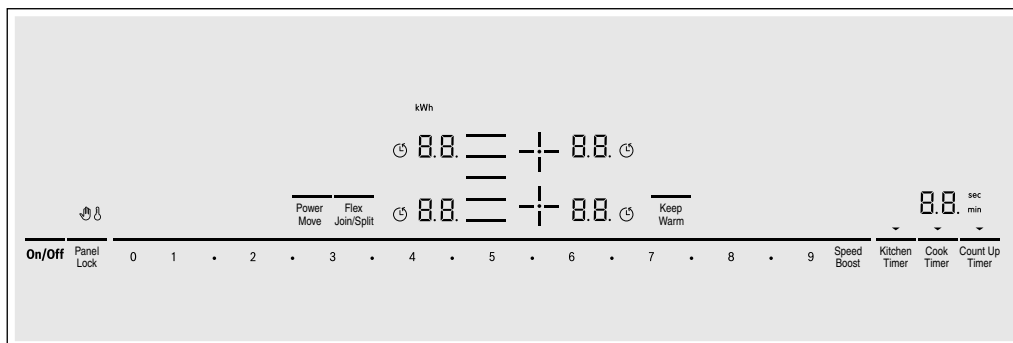 kWh
8.8. 8.8.
8.8. sec
Power Flex 8.8. 8.8. Keep min
Move Join/Split Warm
On/Off Panel 0 1 • 2 • 3 • 4 • 5 • 6 • 7 • 8 • 9 Speed Kitchen Cook Count Up
Lock Boost Timer Timer Timer